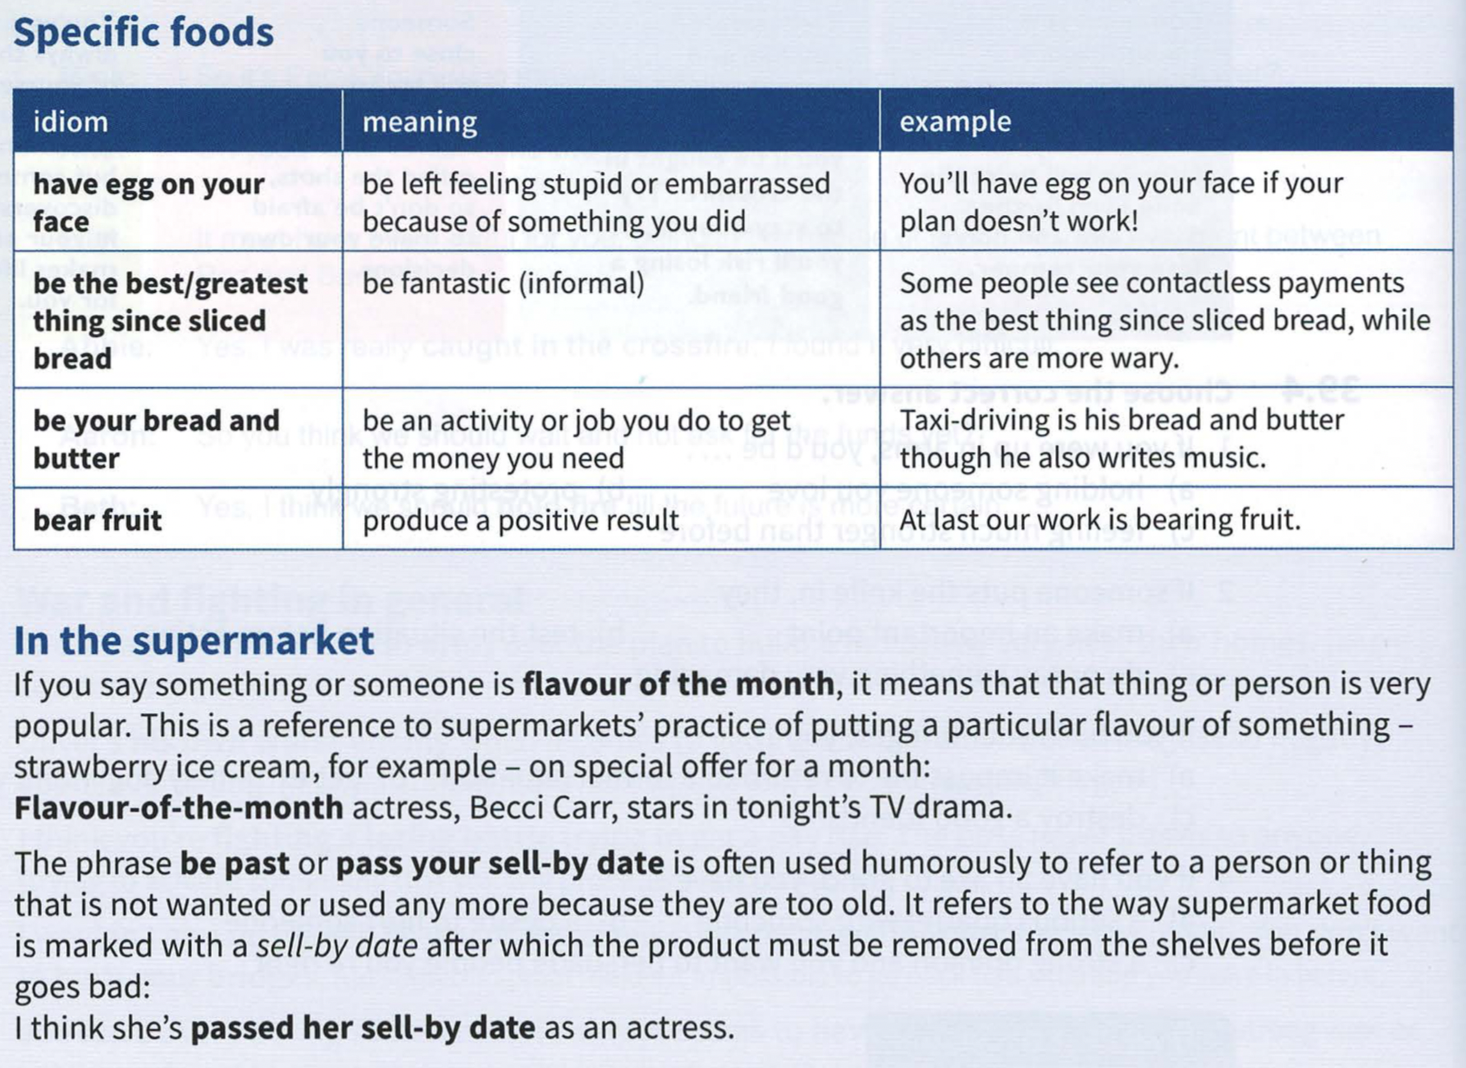 Specific foods
idiom meaning example
have egg on your be left feeling stupid or embarrassed You'll have egg on your face if your
face because of something you did plan doesn't work!
be the best/greatest be fantastic (informal) Some people see contactless payments
thing since sliced as the best thing since sliced bread, while
bread others are more wary.
be your bread and be an activity or job you do to get Taxi-driving is his bread and butter
butter the money you need though he also writes music.
bear fruit produce a positive result At last our work is bearing fruit.
In the supermarket
If you say something or someone is flavour of the month, it means that that thing or person is very
popular. This is a reference to supermarkets' practice of putting a particular flavour of something –
strawberry ice cream, for example – on special offer for a month:
Flavour-of-the-month actress, Becci Carr, stars in tonight's TV drama.
The phrase be past or pass your sell-by date is often used humorously to refer to a person or thing
that is not wanted or used any more because they are too old. It refers to the way supermarket food
is marked with a sell-by date after which the product must be removed from the shelves before it
goes bad:
I think she's passed her sell-by date as an actress.